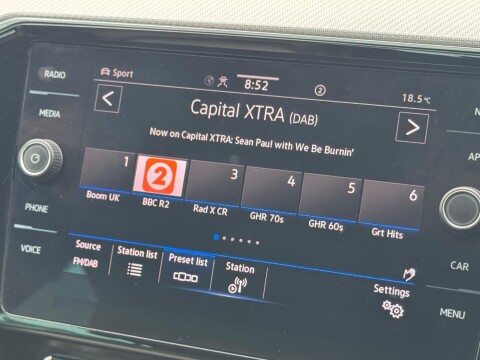 RADIO
Sport
8:52
2
18.5°C
MEDIA
Capital XTRA (DAB)
Now on Capital XTRA: Sean Paul with We Be Burnin'
1 2 3 4 5 6
Boom UK BBC R2 Rad X CR GHR 70s GHR 60s Grt Hits
PHONE
VOICE
Source Station list Preset list Station
FM/DAB
Settings
CAR
MENU